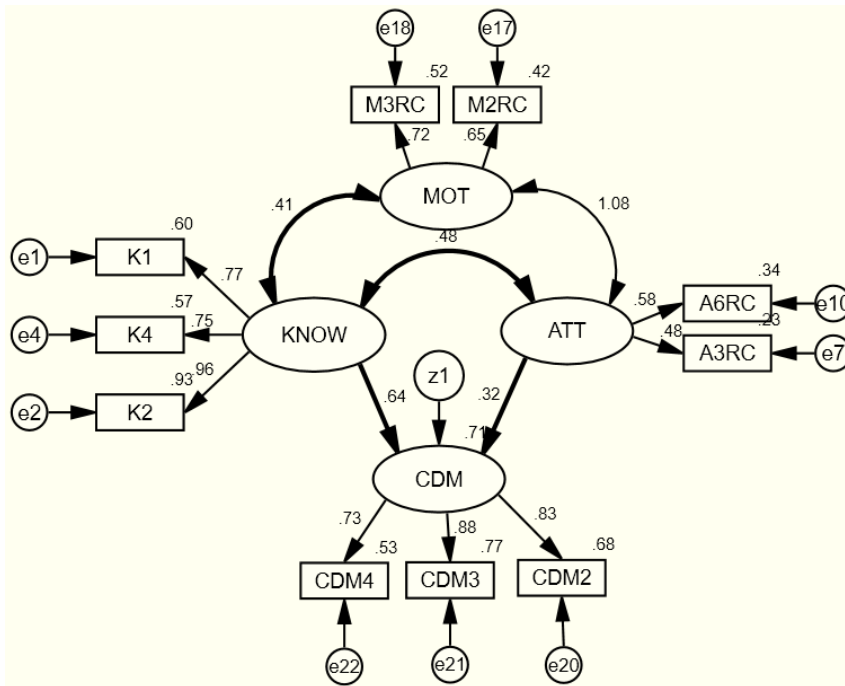 e18
e17
.52
.42
M3RC
M2RC
.72
.65
MOT
.41
1.08
.48
.60
e1
K1
.77
.57
e4
K4
.75
KNOW
ATT
.58
.34
A6RC
e10
.48
.23
A3RC
e7
.93
.96
e2
K2
z1
.64
.32
.71
CDM
.73
.88
.83
.53
.77
.68
CDM4
CDM3
CDM2
e22
e21
e20